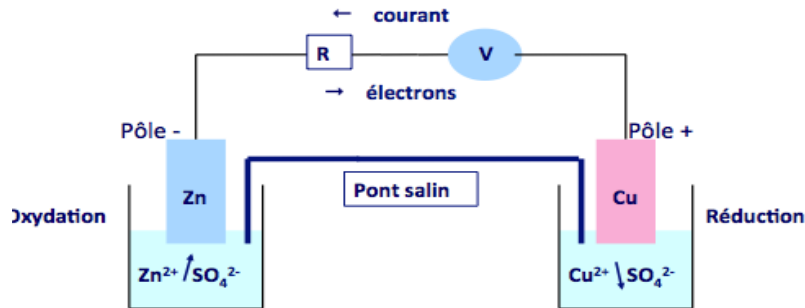 ← courant
R
V
→ électrons
Pôle -
Pôle +
Zn
Pont salin
Cu
Oxydation
Réduction
Zn²⁺ / SO₄²⁻
Cu²⁺ SO₄²⁻